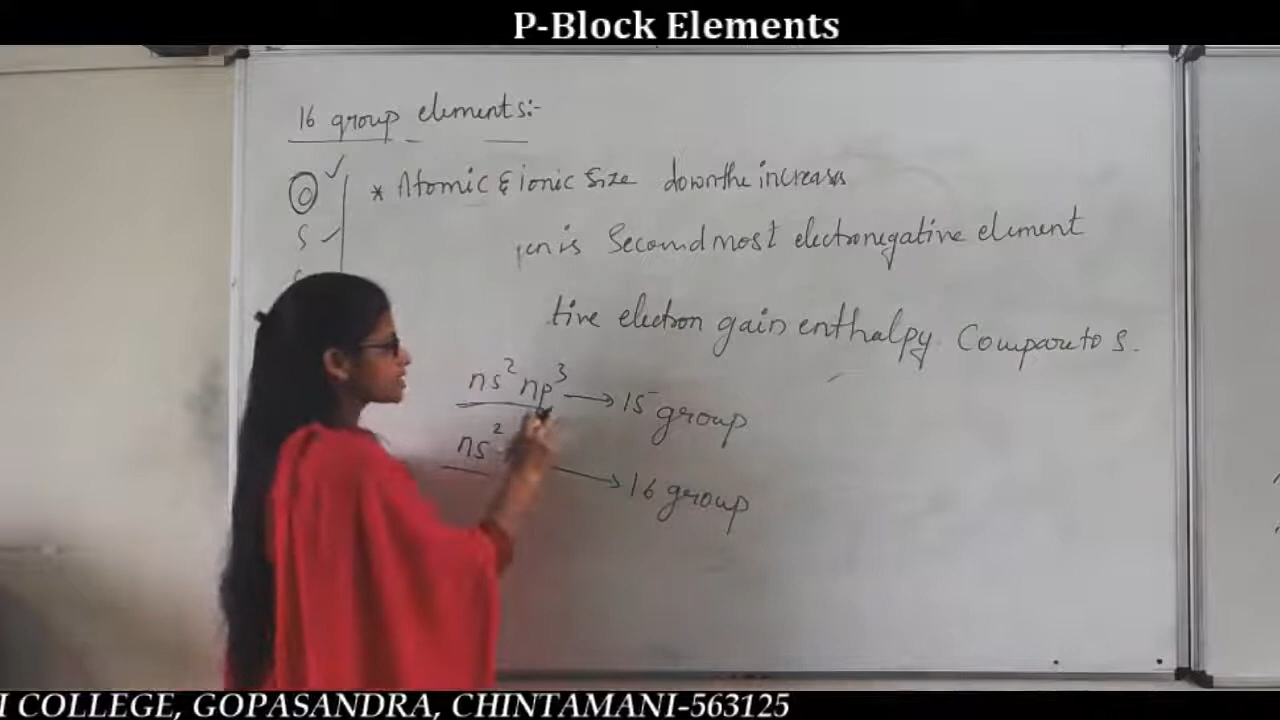 P-Block Elements
16 group elements:-
O ✓
* Atomic & ionic Size downthe increases
S ✓
is Second most electronegative element
tive electron gain enthalpy. Compare to S.
ns² np³ → 15 group
ns² → 16 group
I COLLEGE, GOPASANDRA, CHINTAMANI-563125